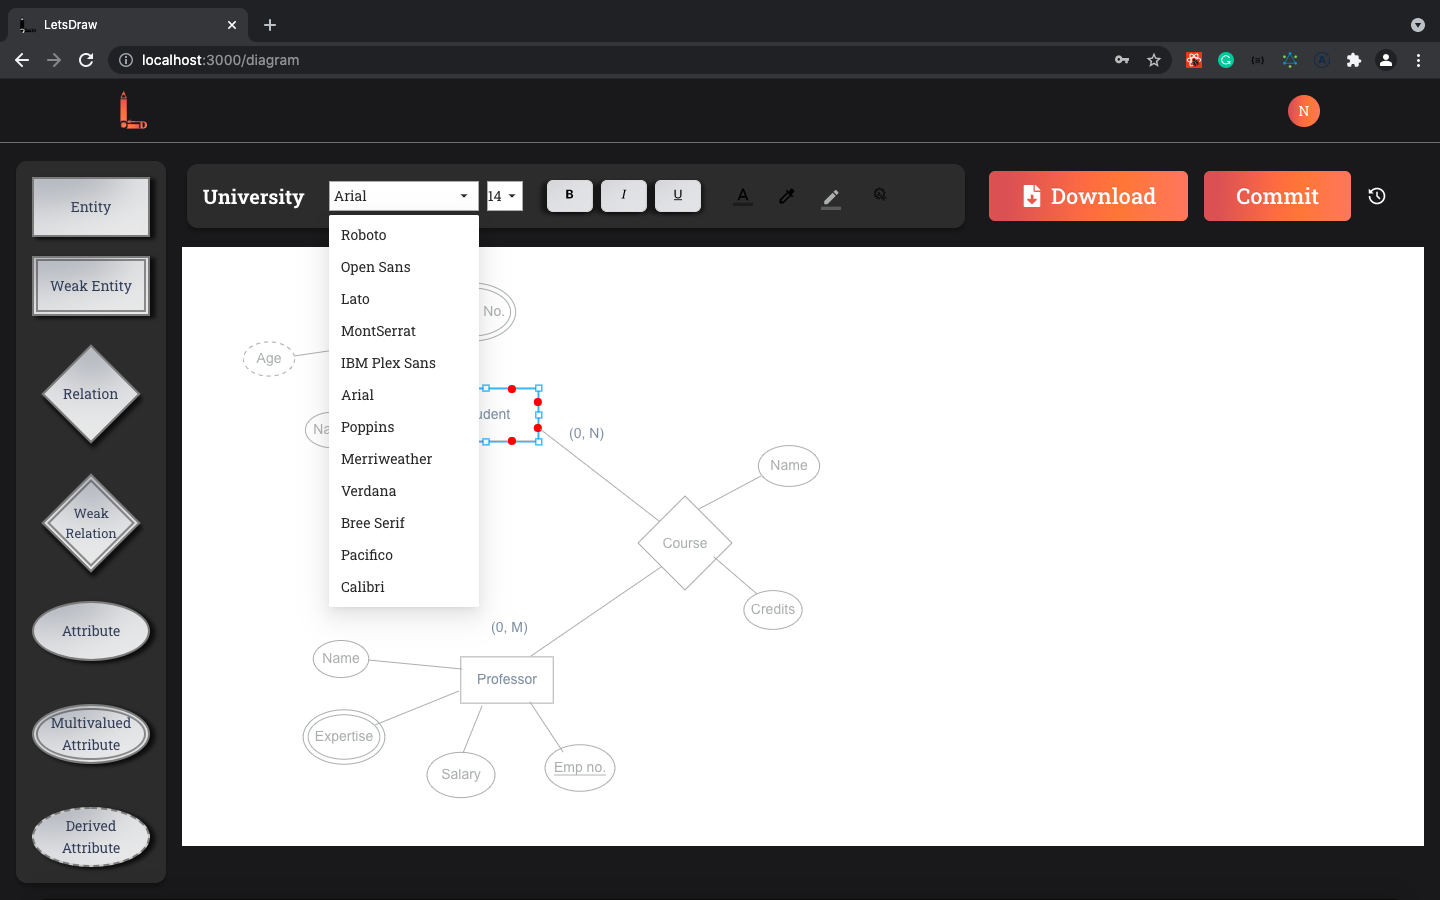 LetsDraw
localhost:3000/diagram
N
University
Arial
14
B
I
U
A
Download
Commit
Entity
Weak Entity
Relation
Weak
Relation
Attribute
Multivalued
Attribute
Derived
Attribute
Roboto
Open Sans
Lato
MontSerrat
IBM Plex Sans
Arial
Poppins
Merriweather
Verdana
Bree Serif
Pacifico
Calibri
No.
Age
Na
udent
(0, N)
Name
Course
Credits
(0, M)
Name
Professor
Expertise
Salary
Emp no.